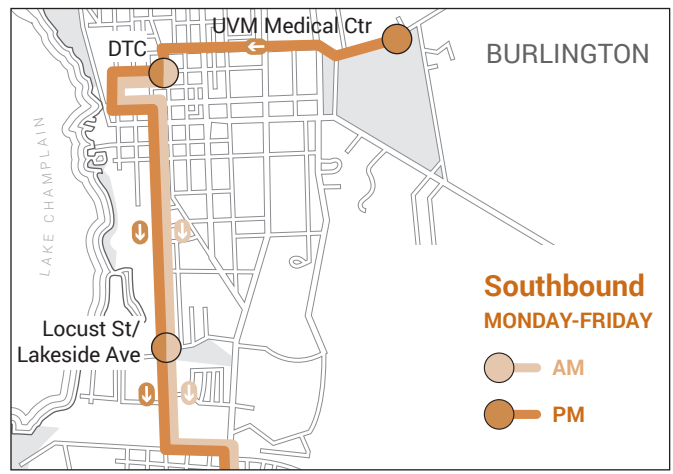 UVM Medical Ctr
DTC
BURLINGTON
LAKE CHAMPLAIN
Southbound
MONDAY-FRIDAY
Locust St/
Lakeside Ave
AM
PM